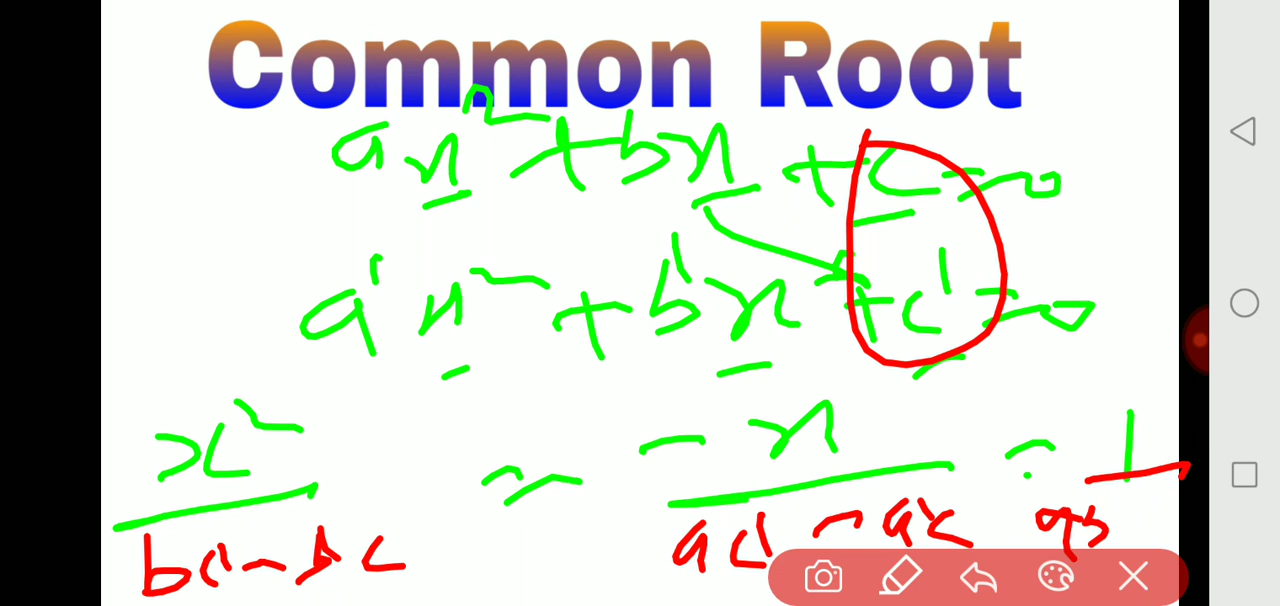 Common Root
ax² + bx + c = 0
a'x² + b'x + c' = 0
x² = -x = 1
bc' - b'c ac' - a'c ab